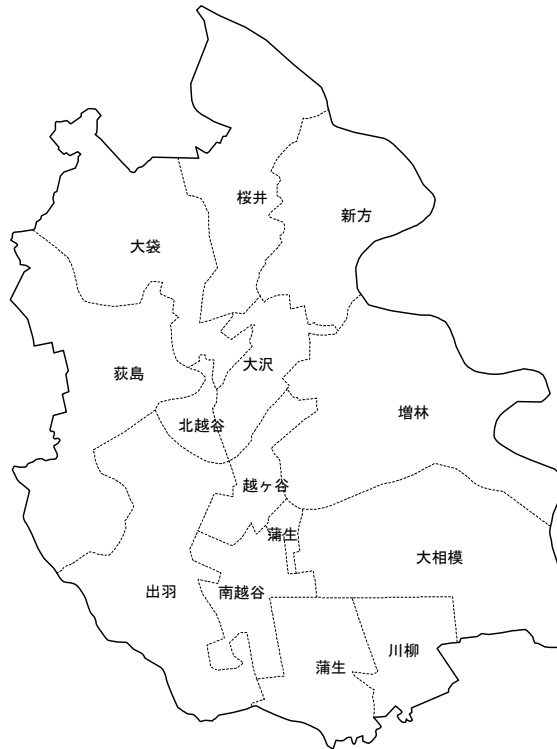 桜井
新方
大袋
大沢
荻島
増林
北越谷
越ヶ谷
蒲生
大相模
出羽
南越谷
川柳
蒲生